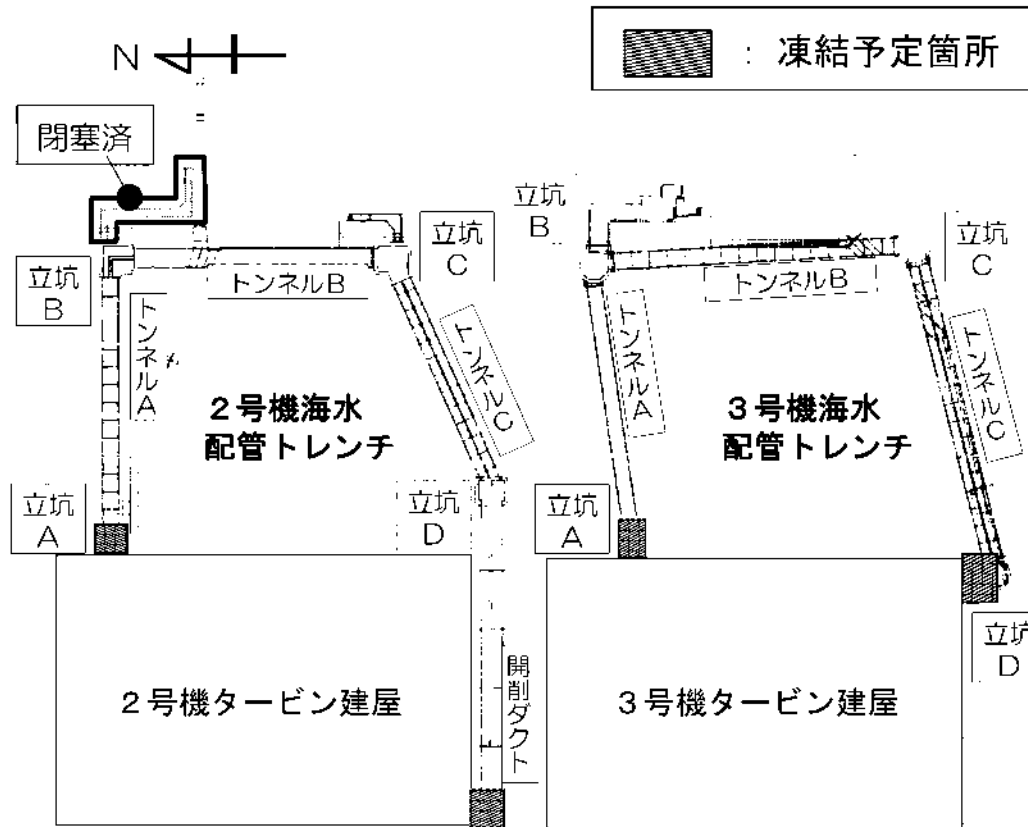 N
：凍結予定箇所
閉塞済
立坑
B
トンネルB
立坑
C
トンネルA
トンネルC
2号機海水
配管トレンチ
立坑
A
立坑
D
開削ダクト
2号機タービン建屋
立坑
B
トンネルB
立坑
C
トンネルA
トンネルC
3号機海水
配管トレンチ
立坑
A
立坑
D
3号機タービン建屋